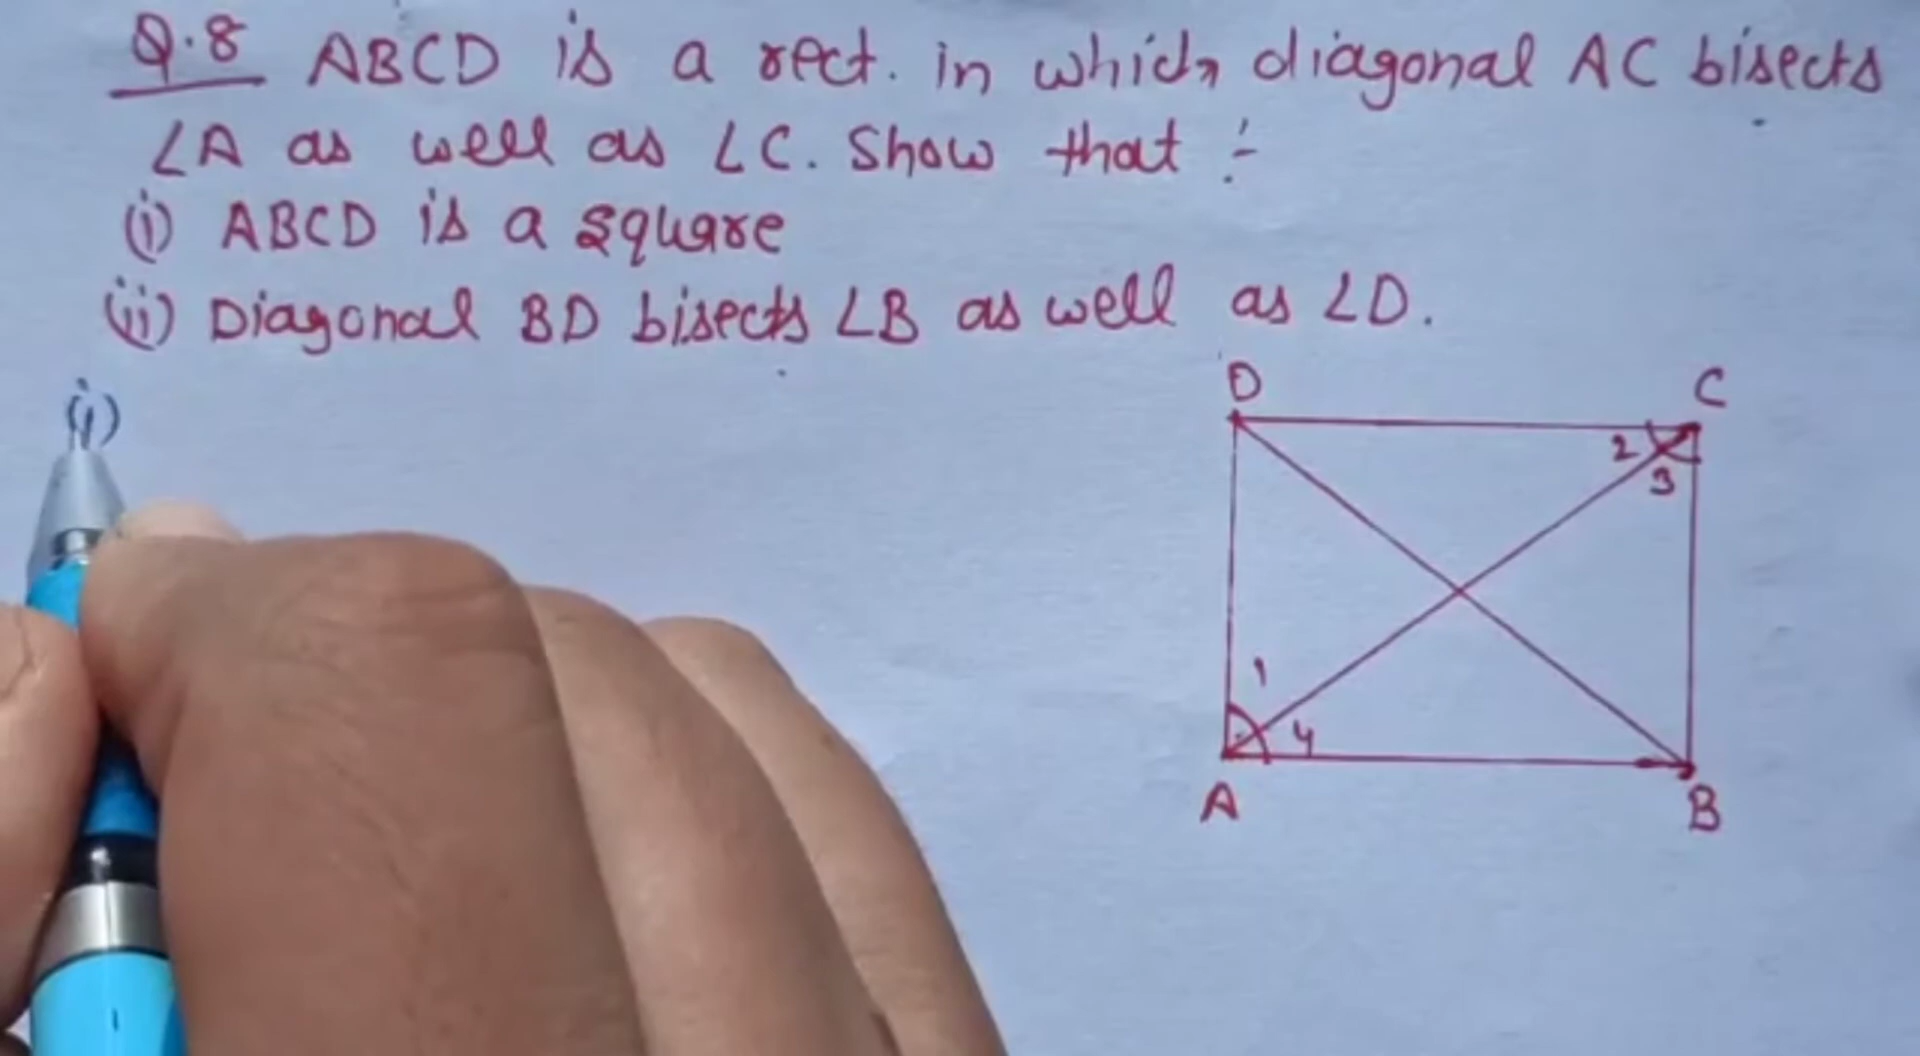 Q.8 ABCD is a rect. in which diagonal AC bisects
∠A as well as ∠C. Show that :-
(i) ABCD is a square
(ii) Diagonal BD bisects ∠B as well as ∠D.
(i)
D C
2
3
1
4
A B